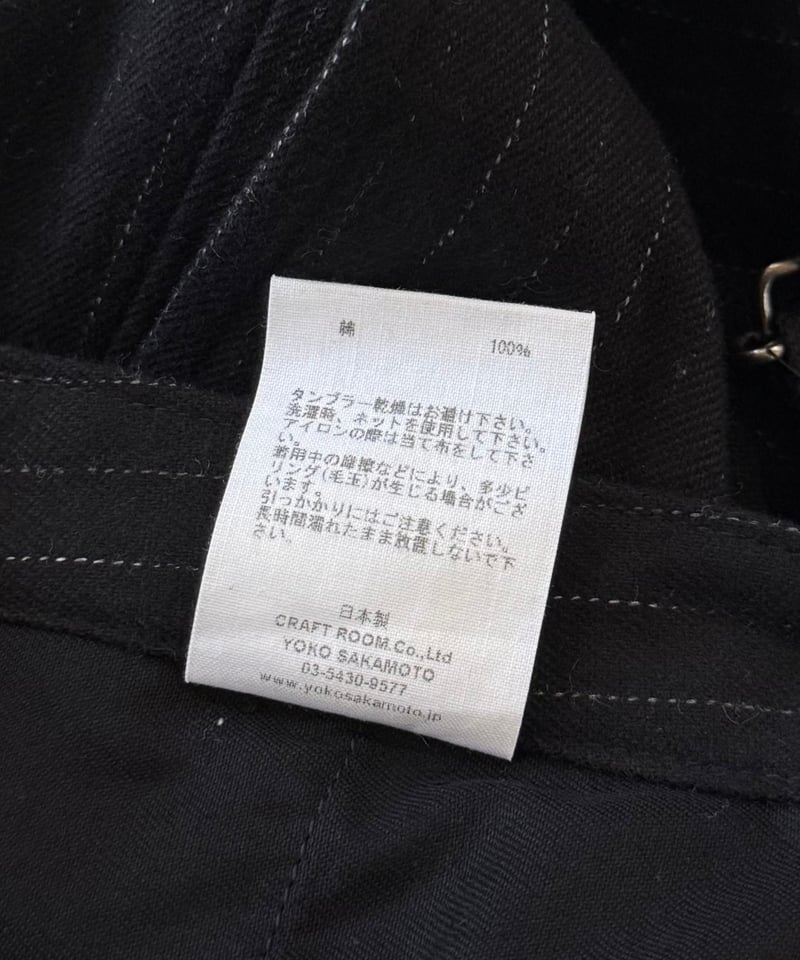 綿 100%
タンブラー乾燥はお避け下さい。
洗濯時、ネットを使用して下さい。
アイロンの際は当て布をして下さ
い。
着用中の摩擦などにより、多少ピ
リング(毛玉)が生じる場合がござ
います。
引っかかりにはご注意ください。
長時間濡れたまま放置しないで下
さい。
日本製
CRAFT ROOM.Co.,Ltd
YOKO SAKAMOTO
03-5430-9577
www.yokosakamoto.jp